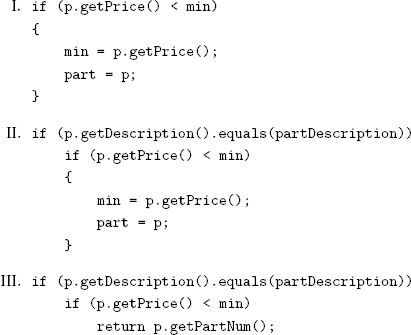 I. if (p.getPrice() < min)
{
min = p.getPrice();
part = p;
}
II. if (p.getDescription().equals(partDescription))
if (p.getPrice() < min)
{
min = p.getPrice();
part = p;
}
III. if (p.getDescription().equals(partDescription))
if (p.getPrice() < min)
return p.getPartNum();